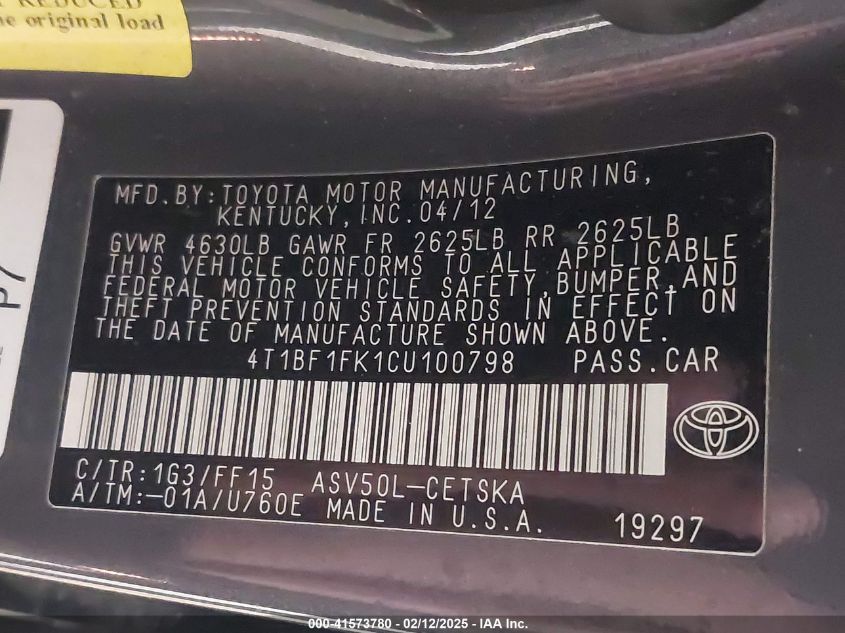 REDUCED
he original load
P7
MFD.BY:TOYOTA MOTOR MANUFACTURING,
KENTUCKY,INC.04/12
GVWR 4630LB GAWR FR 2625LB RR 2625LB
THIS VEHICLE CONFORMS TO ALL APPLICABLE
FEDERAL MOTOR VEHICLE SAFETY,BUMPER,AND
THEFT PREVENTION STANDARDS IN EFFECT ON
THE DATE OF MANUFACTURE SHOWN ABOVE.
4T1BF1FK1CU100798 PASS.CAR
C/TR:1G3/FF15 ASV50L-CETSKA
A/TM:-01A/U760E MADE IN U.S.A. 19297
000-41573780 - 02/12/2025 - IAA Inc.